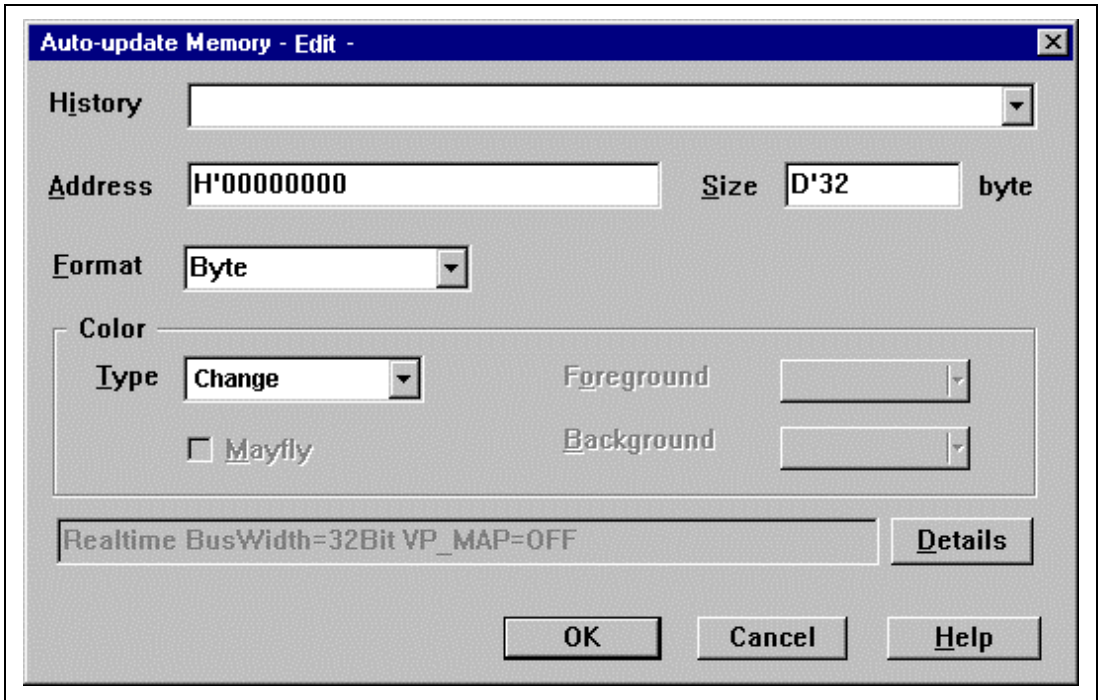 Auto-update Memory - Edit -
History
Address H'00000000 Size D'32 byte
Format Byte
Color
Type Change Foreground
Mayfly Background
Realtime BusWidth=32Bit VP_MAP=OFF Details
OK Cancel Help